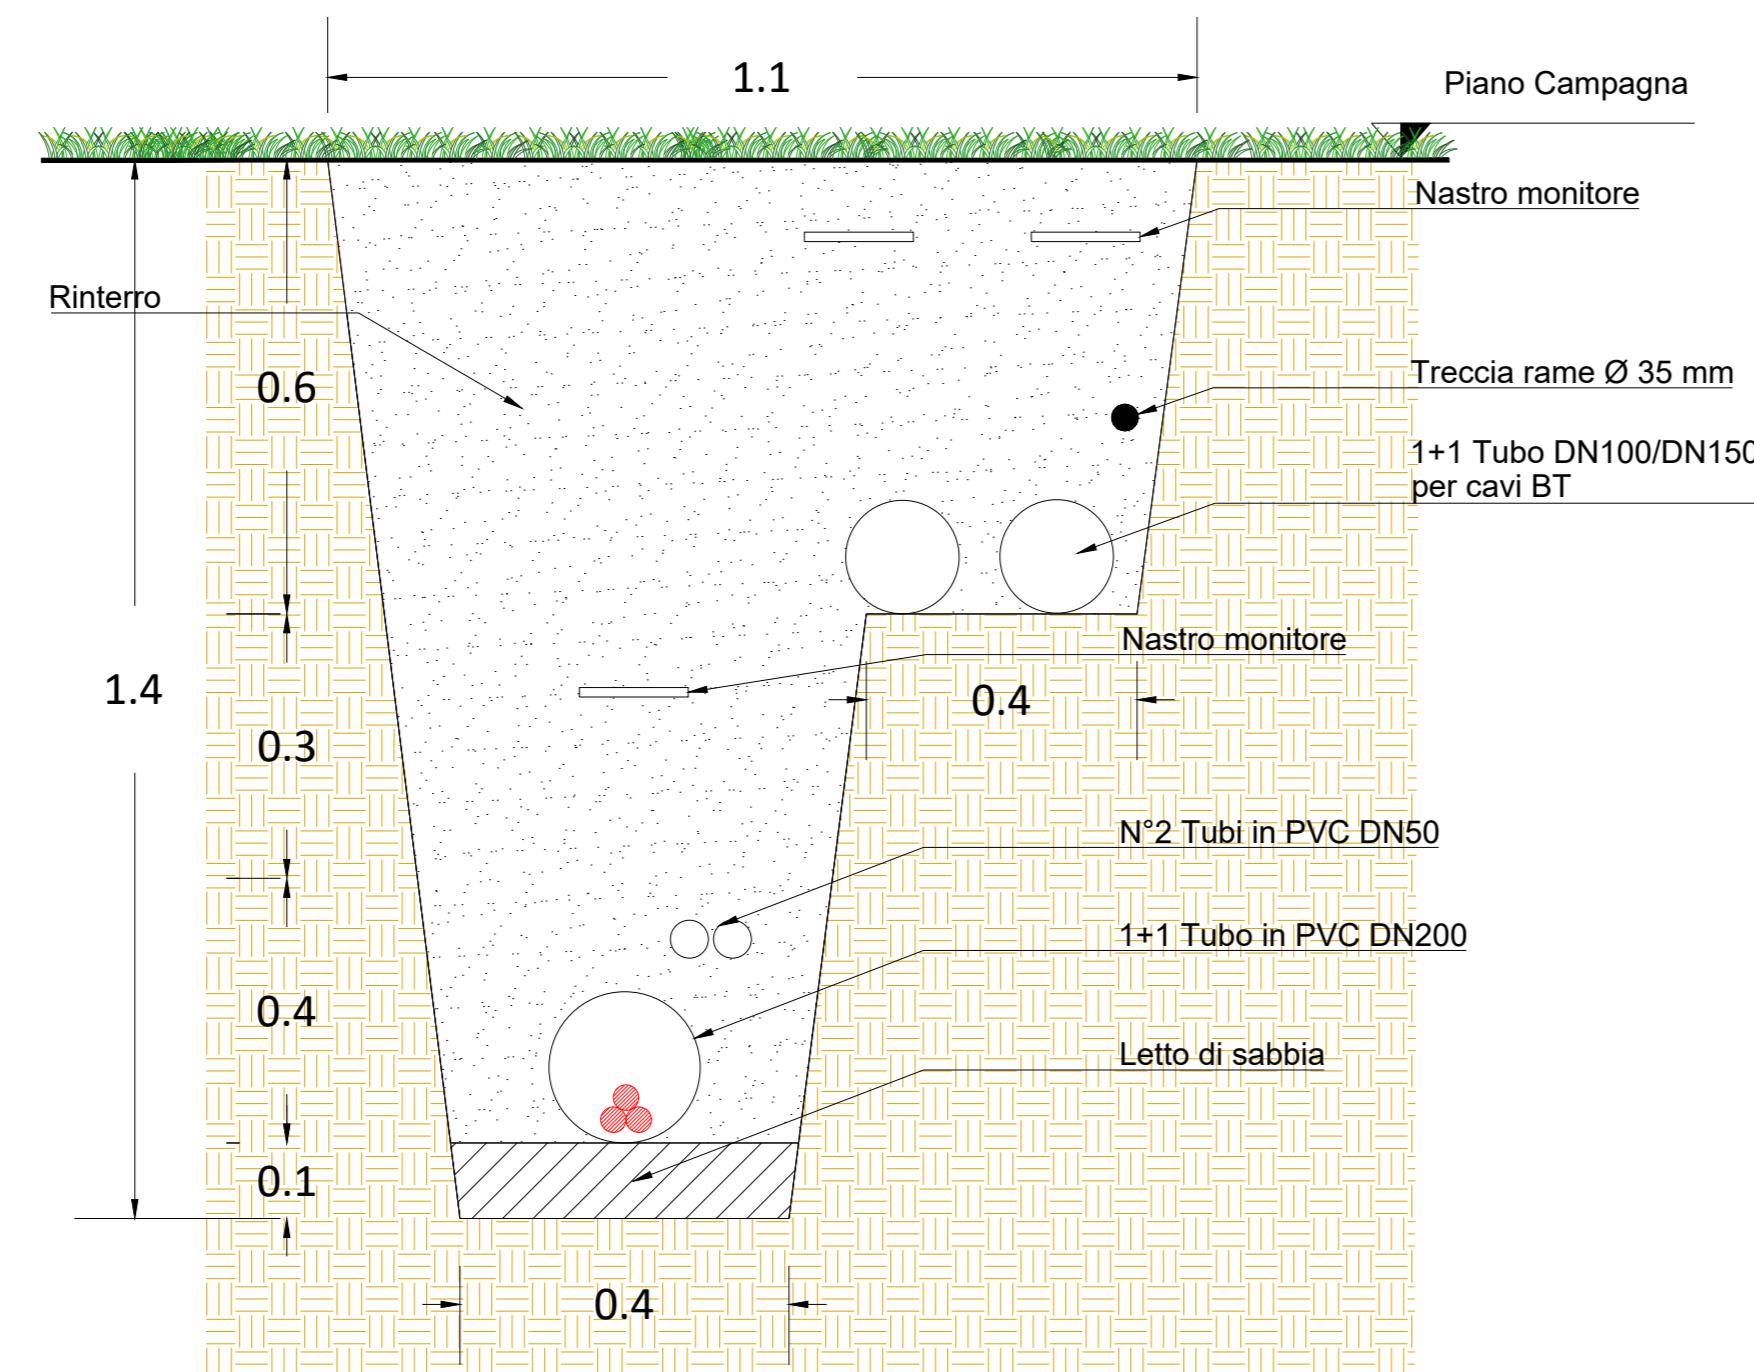 1.1
Piano Campagna
Nastro monitore
Rinterro
0.6
Treccia rame Ø 35 mm
1+1 Tubo DN100/DN150
per cavi BT
Nastro monitore
1.4
0.4
0.3
N°2 Tubi in PVC DN50
1+1 Tubo in PVC DN200
0.4
Letto di sabbia
0.1
0.4